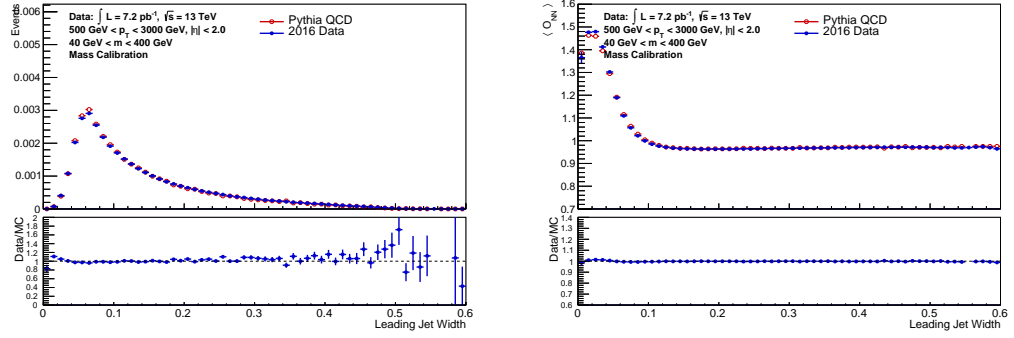 Events
0.006
0.005
0.004
0.003
0.002
0.001
0
Data: ∫ L = 7.2 pb⁻¹, √s = 13 TeV
500 GeV < p_T < 3000 GeV, |η| < 2.0
40 GeV < m < 400 GeV
Mass Calibration
Pythia QCD
2016 Data
Data/MC
2
1.8
1.6
1.4
1.2
1
0.8
0.6
0.4
0.2
0
0 0.1 0.2 0.3 0.4 0.5 0.6
Leading Jet Width
⟨ O_NN ⟩
1.6
1.5
1.4
1.3
1.2
1.1
1
0.9
0.8
0.7
Data: ∫ L = 7.2 pb⁻¹, √s = 13 TeV
500 GeV < p_T < 3000 GeV, |η| < 2.0
40 GeV < m < 400 GeV
Mass Calibration
Pythia QCD
2016 Data
Data/MC
1.4
1.3
1.2
1.1
1
0.9
0.8
0.7
0.6
0 0.1 0.2 0.3 0.4 0.5 0.6
Leading Jet Width